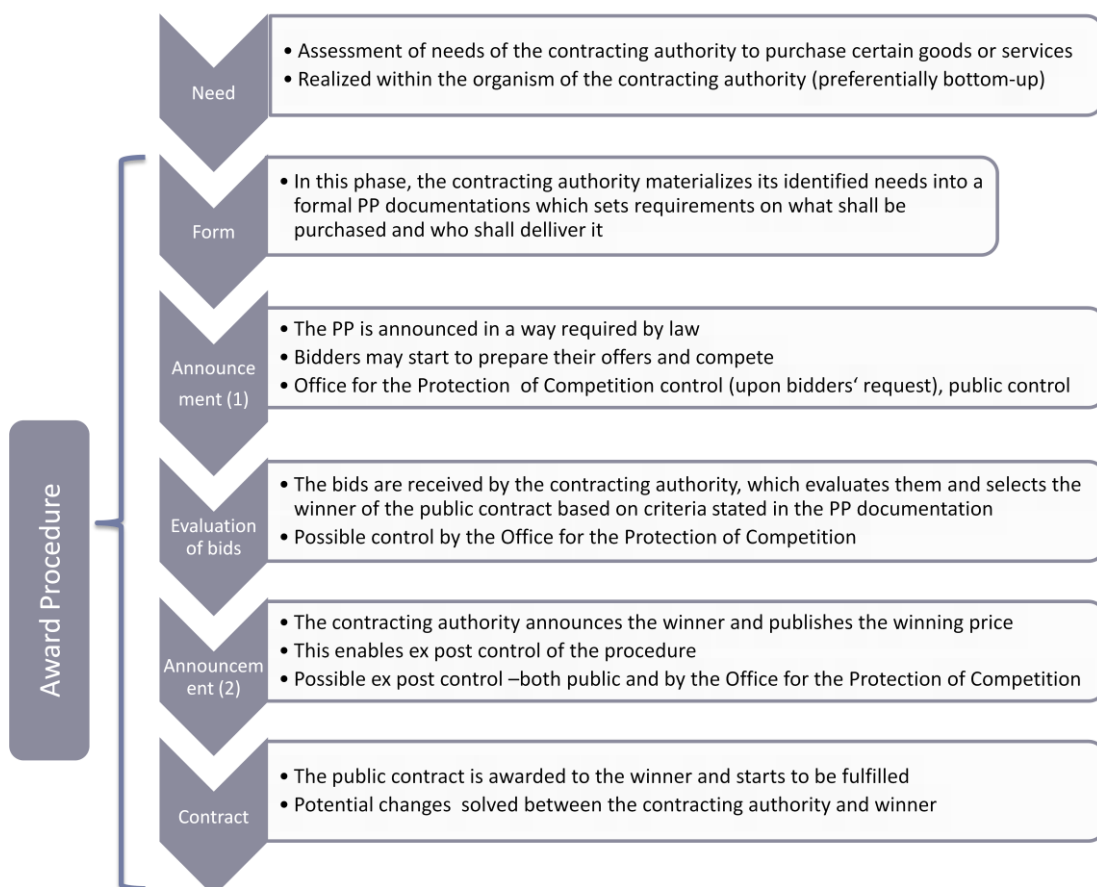 Need
• Assessment of needs of the contracting authority to purchase certain goods or services
• Realized within the organism of the contracting authority (preferentially bottom-up)
Award Procedure
Form
• In this phase, the contracting authority materializes its identified needs into a
formal PP documentations which sets requirements on what shall be
purchased and who shall delliver it
Announce
ment (1)
• The PP is announced in a way required by law
• Bidders may start to prepare their offers and compete
• Office for the Protection of Competition control (upon bidders‘ request), public control
Evaluation
of bids
• The bids are received by the contracting authority, which evaluates them and selects the
winner of the public contract based on criteria stated in the PP documentation
• Possible control by the Office for the Protection of Competition
Announcem
ent (2)
• The contracting authority announces the winner and publishes the winning price
• This enables ex post control of the procedure
• Possible ex post control –both public and by the Office for the Protection of Competition
Contract
• The public contract is awarded to the winner and starts to be fulfilled
• Potential changes solved between the contracting authority and winner